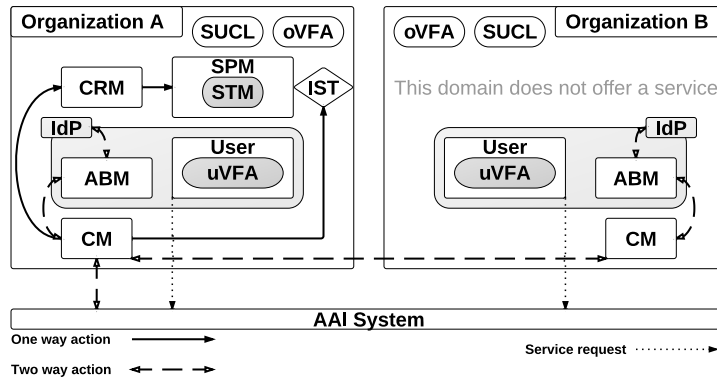 Organization A
SUCL
oVFA
oVFA
SUCL
Organization B
SPM
STM
IST
CRM
This domain does not offer a service
IdP
User
uVFA
ABM
CM
IdP
User
uVFA
ABM
CM
AAI System
One way action
Two way action
Service request